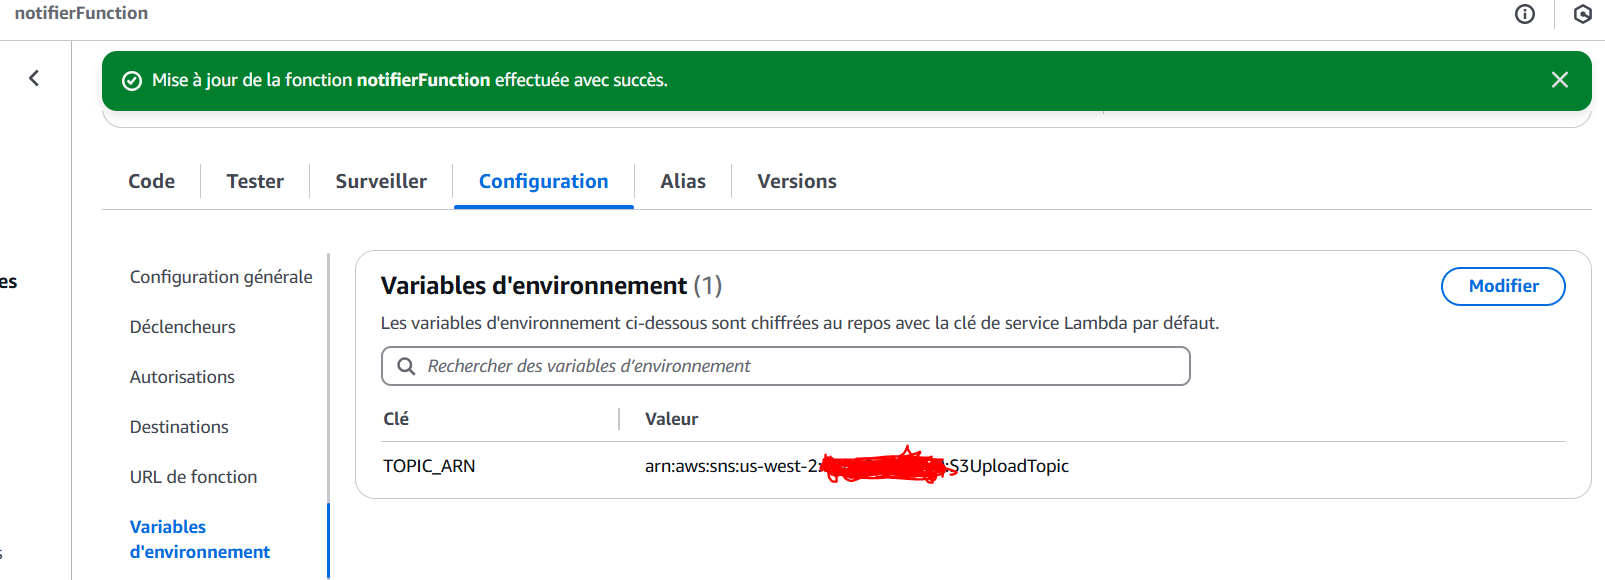 notifierFunction
Mise à jour de la fonction notifierFunction effectuée avec succès.
Code
Tester
Surveiller
Configuration
Alias
Versions
es
Configuration générale
Déclencheurs
Autorisations
Destinations
URL de fonction
Variables
d'environnement
s
Variables d'environnement (1)
Modifier
Les variables d'environnement ci-dessous sont chiffrées au repos avec la clé de service Lambda par défaut.
Rechercher des variables d'environnement
Clé
Valeur
TOPIC_ARN
arn:aws:sns:us-west-2: :S3UploadTopic